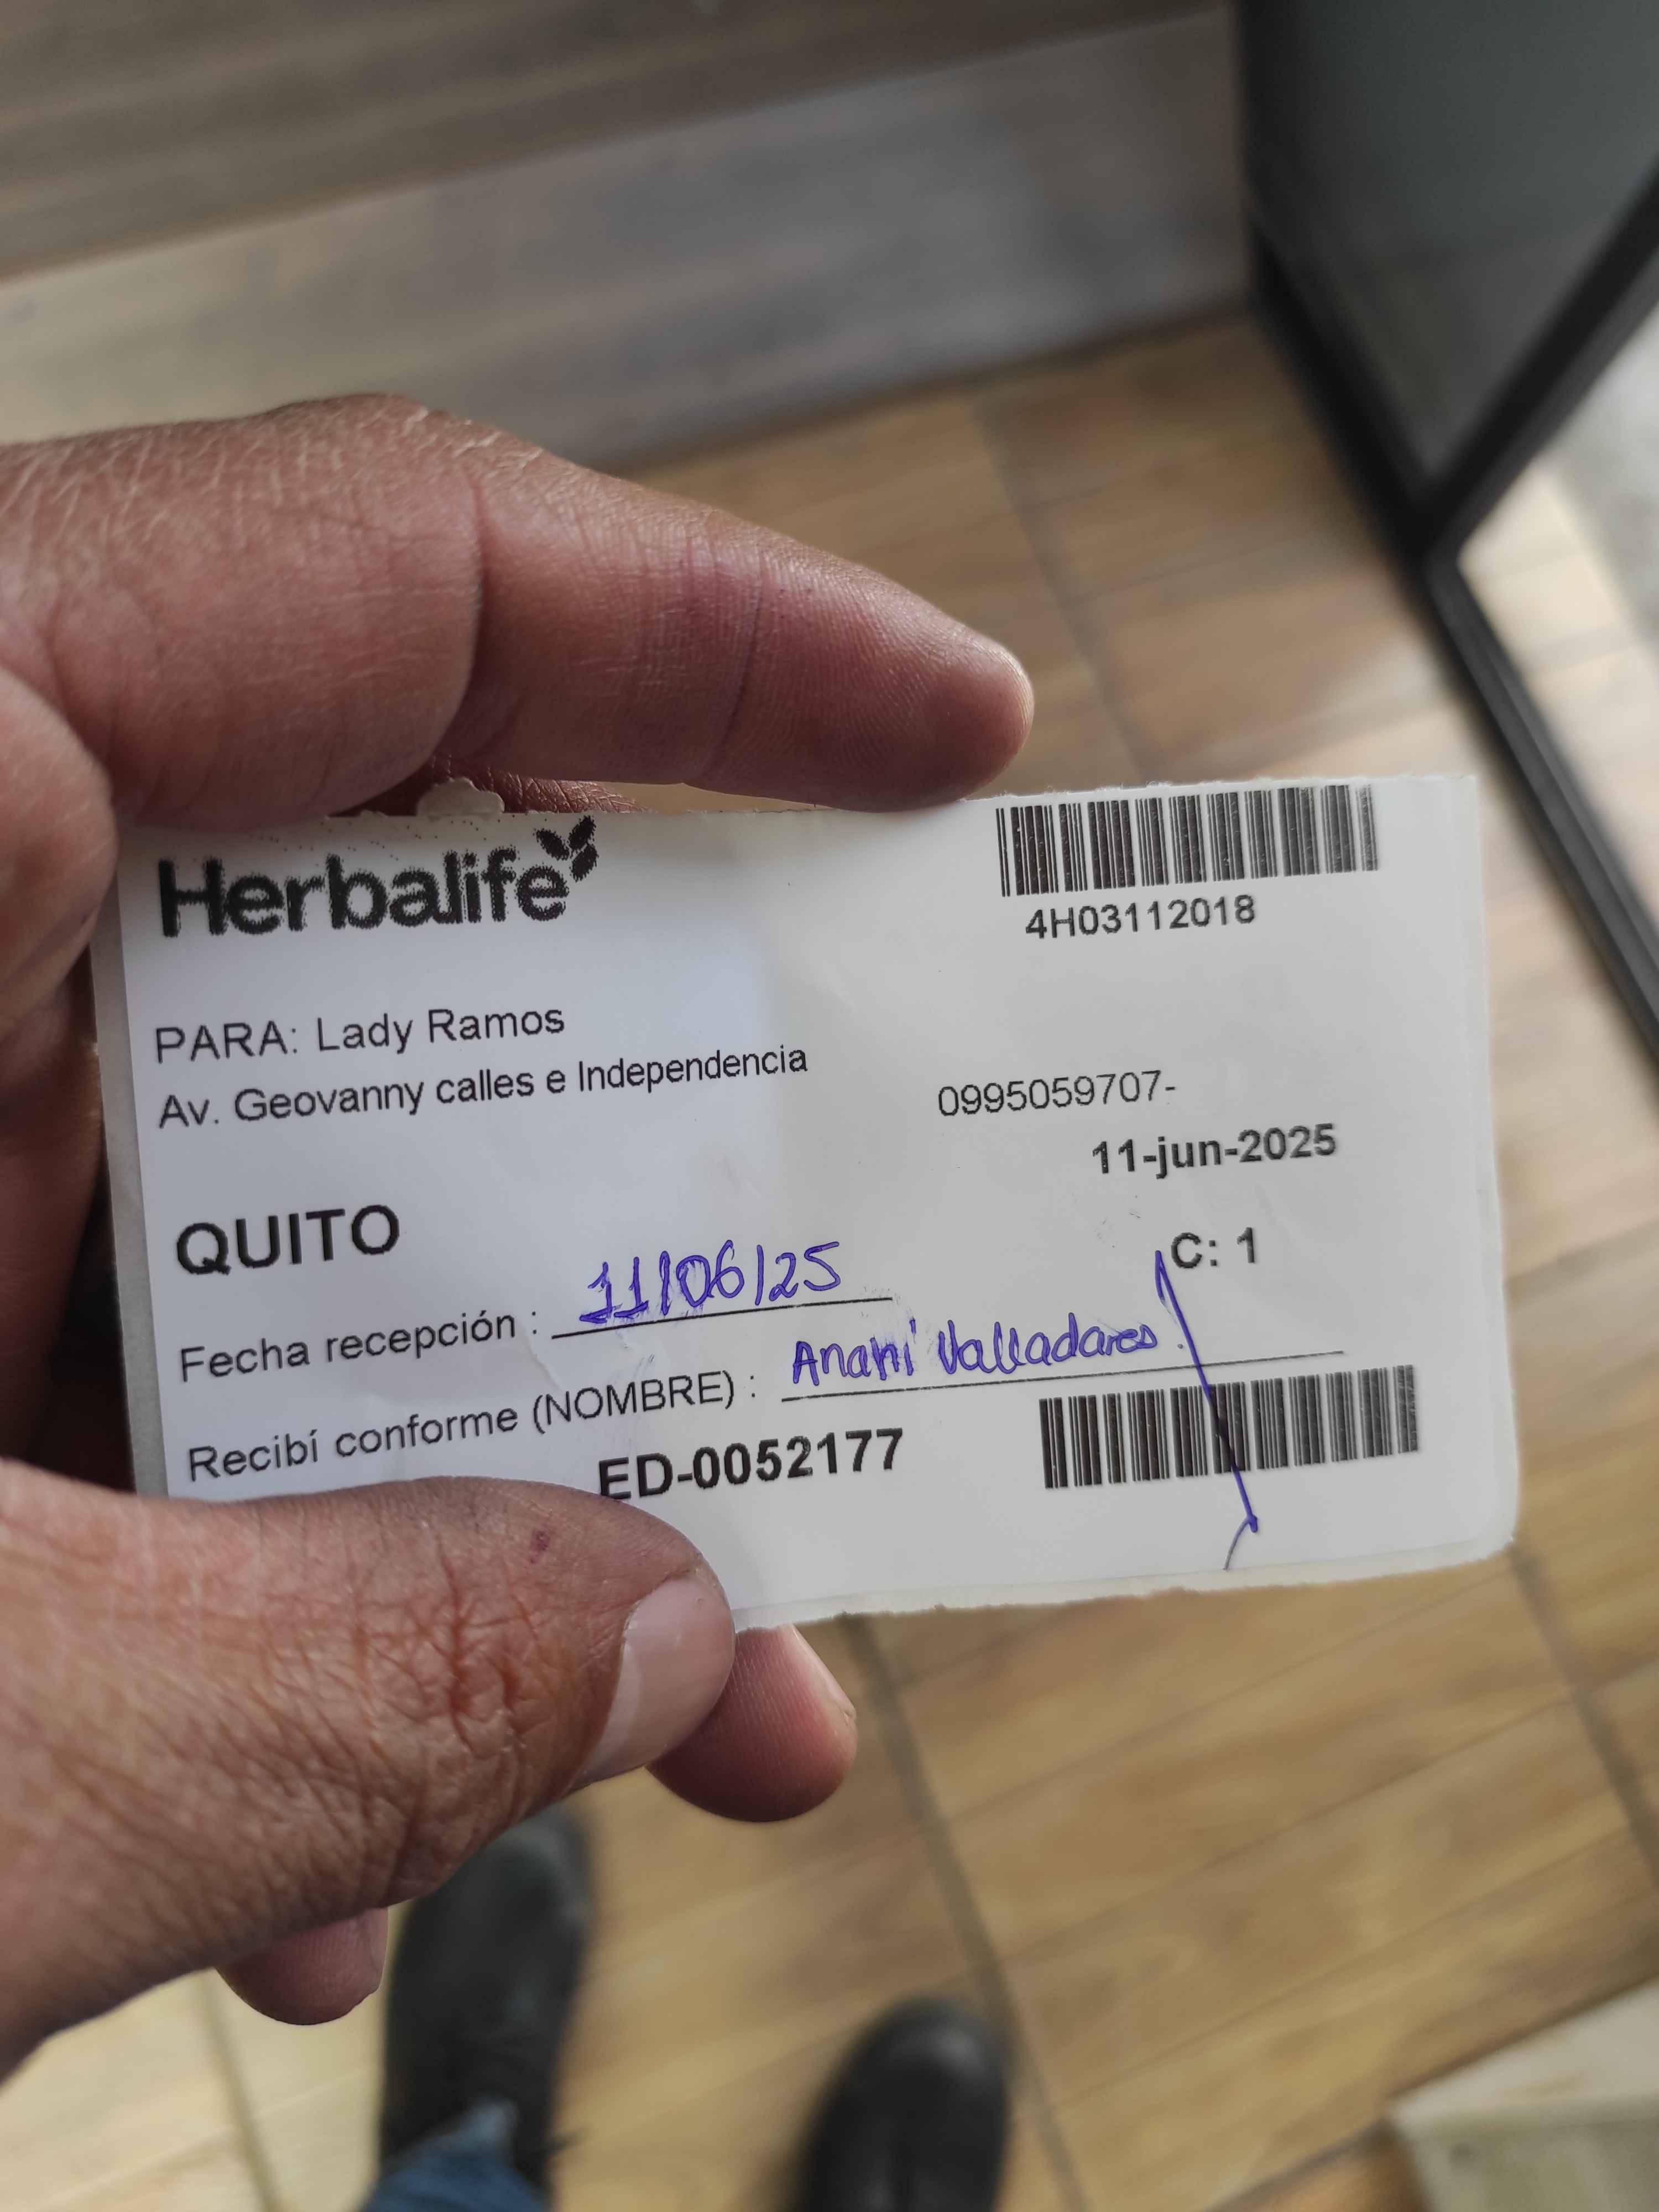 Herbalife
4H03112018
PARA: Lady Ramos
Av. Geovanny calles e Independencia
0995059707-
11-jun-2025
QUITO
C: 1
Fecha recepción : 11/06/25
Recibí conforme (NOMBRE) : Anahi Valladares.
ED-0052177